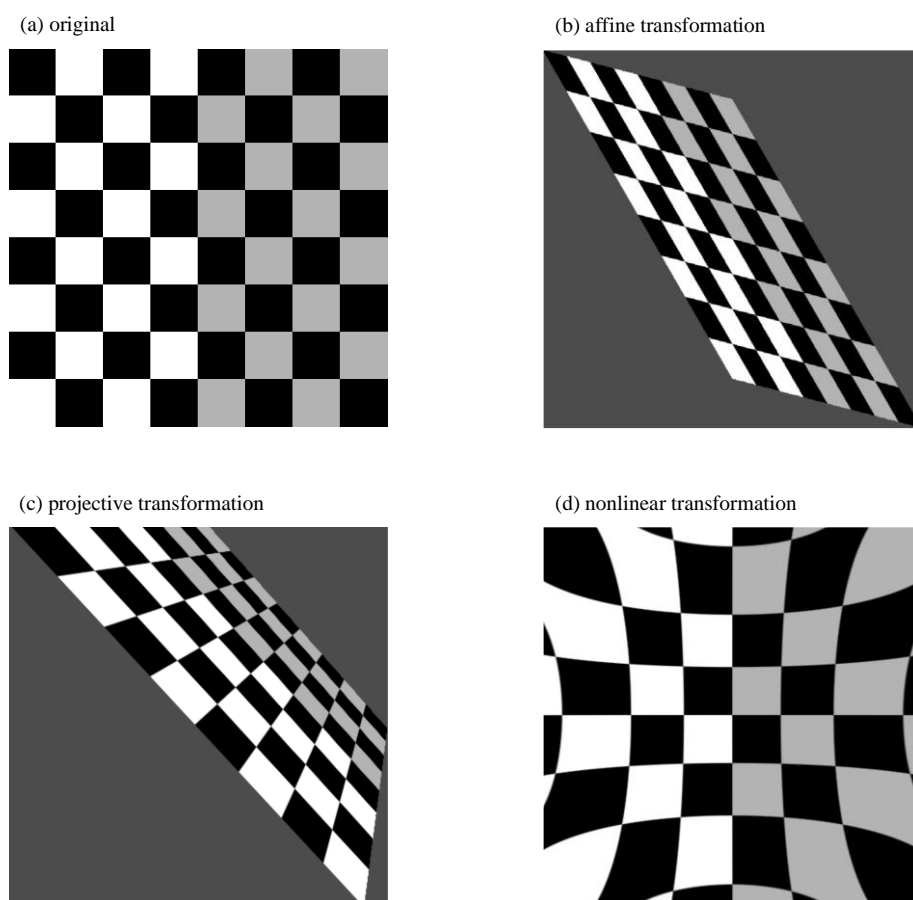 (a) original
(b) affine transformation
(c) projective transformation
(d) nonlinear transformation